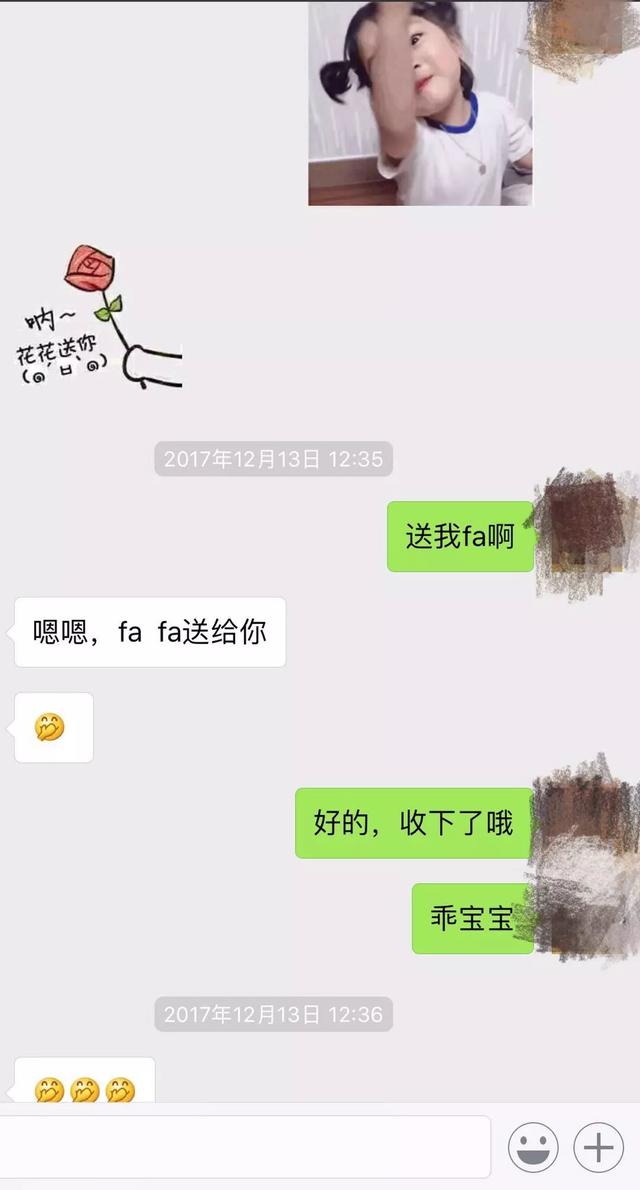 呐~
花花送你
2017年12月13日 12:35
送我fa啊
嗯嗯，fa fa送给你
好的，收下了哦
乖宝宝
2017年12月13日 12:36